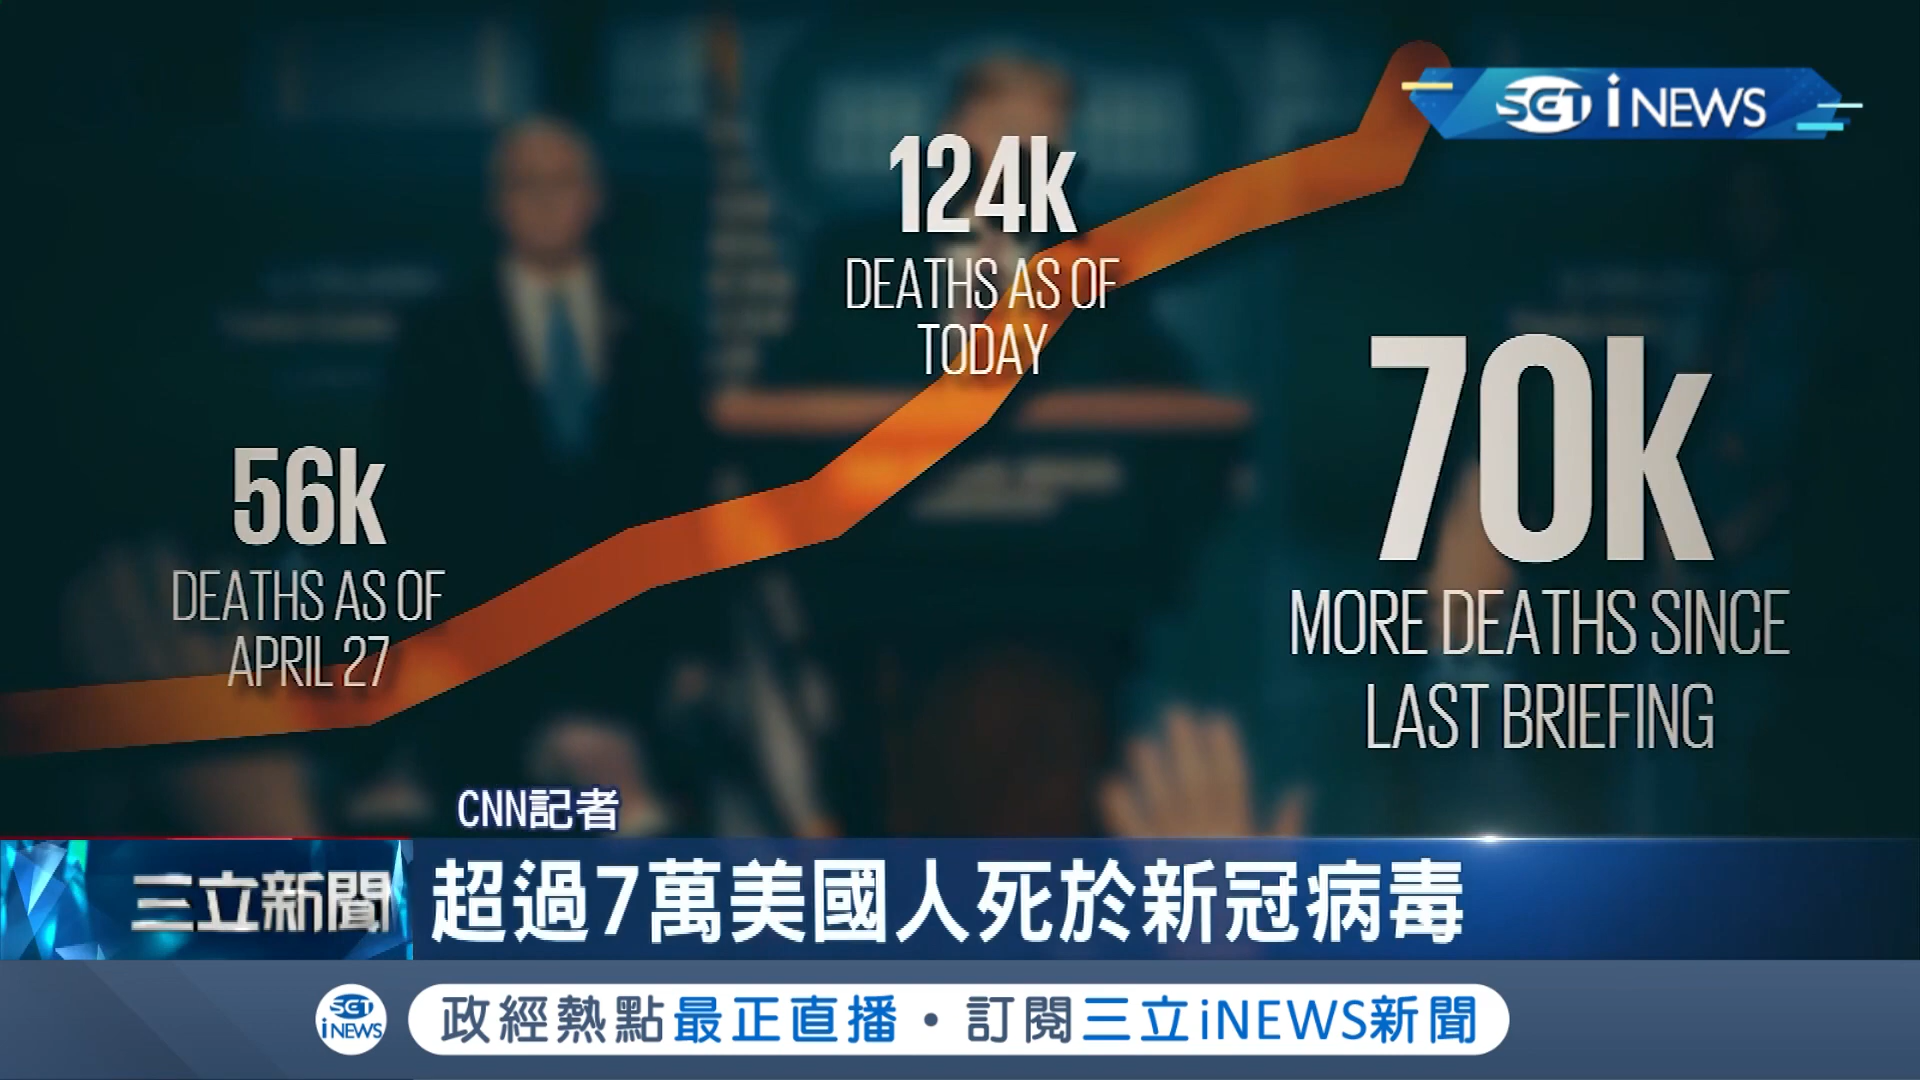 SET iNEWS
124k
DEATHS AS OF
TODAY
56k
DEATHS AS OF
APRIL 27
70k
MORE DEATHS SINCE
LAST BRIEFING
CNN記者
三立新聞
超過7萬美國人死於新冠病毒
SET iNEWS
政經熱點最正直播・訂閱三立iNEWS新聞